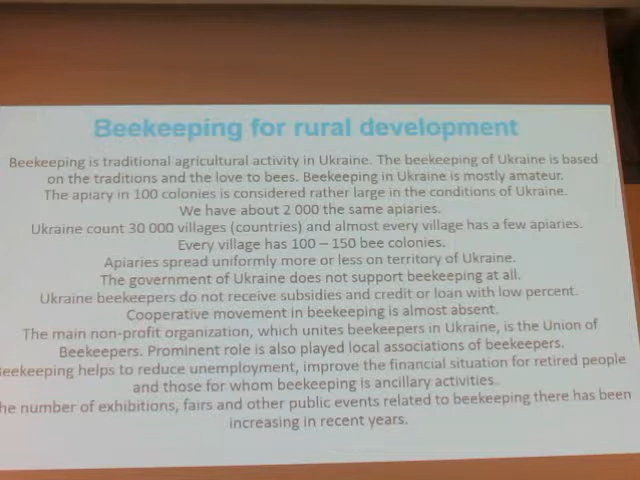 Beekeeping for rural development
Beekeeping is traditional agricultural activity in Ukraine. The beekeeping of Ukraine is based
on the traditions and the love to bees. Beekeeping in Ukraine is mostly amateur.
The apiary in 100 colonies is considered rather large in the conditions of Ukraine.
We have about 2 000 the same apiaries.
Ukraine count 30 000 villages (countries) and almost every village has a few apiaries.
Every village has 100 – 150 bee colonies.
Apiaries spread uniformly more or less on territory of Ukraine.
The government of Ukraine does not support beekeeping at all.
Ukraine beekeepers do not receive subsidies and credit or loan with low percent.
Cooperative movement in beekeeping is almost absent.
The main non-profit organization, which unites beekeepers in Ukraine, is the Union of
Beekeepers. Prominent role is also played local associations of beekeepers.
eekeeping helps to reduce unemployment, improve the financial situation for retired people
and those for whom beekeeping is ancillary activities.
he number of exhibitions, fairs and other public events related to beekeeping there has been
increasing in recent years.